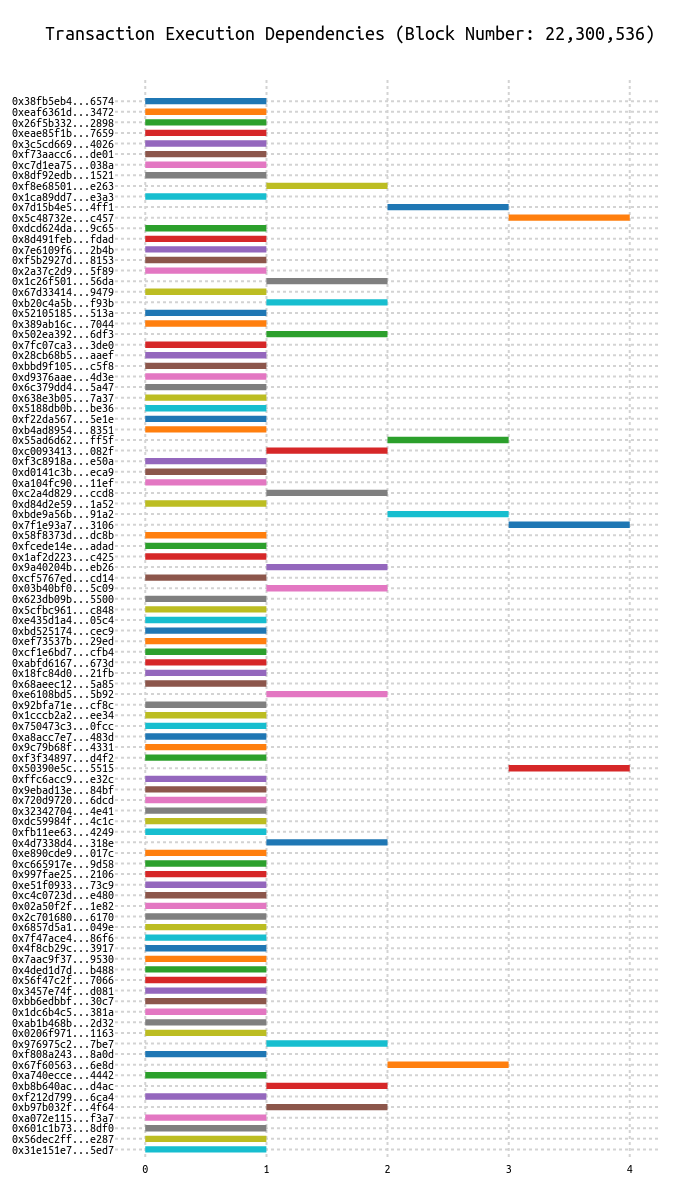 Transaction Execution Dependencies (Block Number: 22,300,536)
0x38fb5eb4...6574
0xeaf6361d...3472
0x26f5b332...2898
0xeae85f1b...7659
0x3c5cd669...4026
0xf73aacc6...de01
0xc7d1ea75...038a
0x8df92edb...1521
0xf8e68501...e263
0x1ca89dd7...e3a3
0x7d15b4e5...4ff1
0x5c48732e...c457
0xdcd624da...9c65
0x8d491feb...fdad
0x7e6109f6...2b4b
0xf5b2927d...8153
0x2a37c2d9...5f89
0x1c26f501...56da
0x67d33414...9479
0xb20c4a5b...f93b
0x52105185...513a
0x389ab16c...7044
0x502ea392...6df3
0x7fc07ca3...3de0
0x28cb68b5...aaef
0xbbd9f105...c5f8
0xd9376aae...4d3e
0x6c379dd4...5a47
0x638e3b05...7a37
0x5188db0b...be36
0xf22da567...5e1e
0xb4ad8954...8351
0x55ad6d62...ff5f
0xc0093413...082f
0xf3c8918a...e50a
0xd0141c3b...eca9
0xa104fc90...11ef
0xc2a4d829...ccd8
0xd84d2e59...1a52
0xbde9a56b...91a2
0x7f1e93a7...3106
0x58f8373d...dc8b
0xfcede14e...adad
0x1af2d223...c425
0x9a40204b...eb26
0xcf5767ed...cd14
0x03b40bf0...5c09
0x623db09b...5500
0x5cfbc961...c848
0xe435d1a4...05c4
0xbd525174...cec9
0xef73537b...29ed
0xcf1e6bd7...cfb4
0xabfd6167...673d
0x18fc84d0...21fb
0x68aeec12...5a85
0xe6108bd5...5b92
0x92bfa71e...cf8c
0x1cccb2a2...ee34
0x750473c3...0fcc
0xa8acc7e7...483d
0x9c79b68f...4331
0xf3f34897...d4f2
0x50390e5c...5515
0xffc6acc9...e32c
0x9ebad13e...84bf
0x720d9720...6dcd
0x32342704...4e41
0xdc59984f...4c1c
0xfb11ee63...4249
0x4d7338d4...318e
0xe890cde9...017c
0xc665917e...9d58
0x997fae25...2106
0xe51f0933...73c9
0xc4c0723d...e480
0x02a50f2f...1e82
0x2c701680...6170
0x6857d5a1...049e
0x7f47ace4...86f6
0x4f8cb29c...3917
0x7aac9f37...9530
0x4ded1d7d...b488
0x56f47c2f...7066
0x3457e74f...d081
0xbb6edbbf...30c7
0x1dc6b4c5...381a
0xab1b468b...2d32
0x0206f971...1163
0x976975c2...7be7
0xf808a243...8a0d
0x67f60563...6e8d
0xa740ecce...4442
0xb8b640ac...d4ac
0xf212d799...6ca4
0xb97b032f...4f64
0xa072e115...f3a7
0x601c1b73...8df0
0x56dec2ff...e287
0x31e151e7...5ed7
0 1 2 3 4